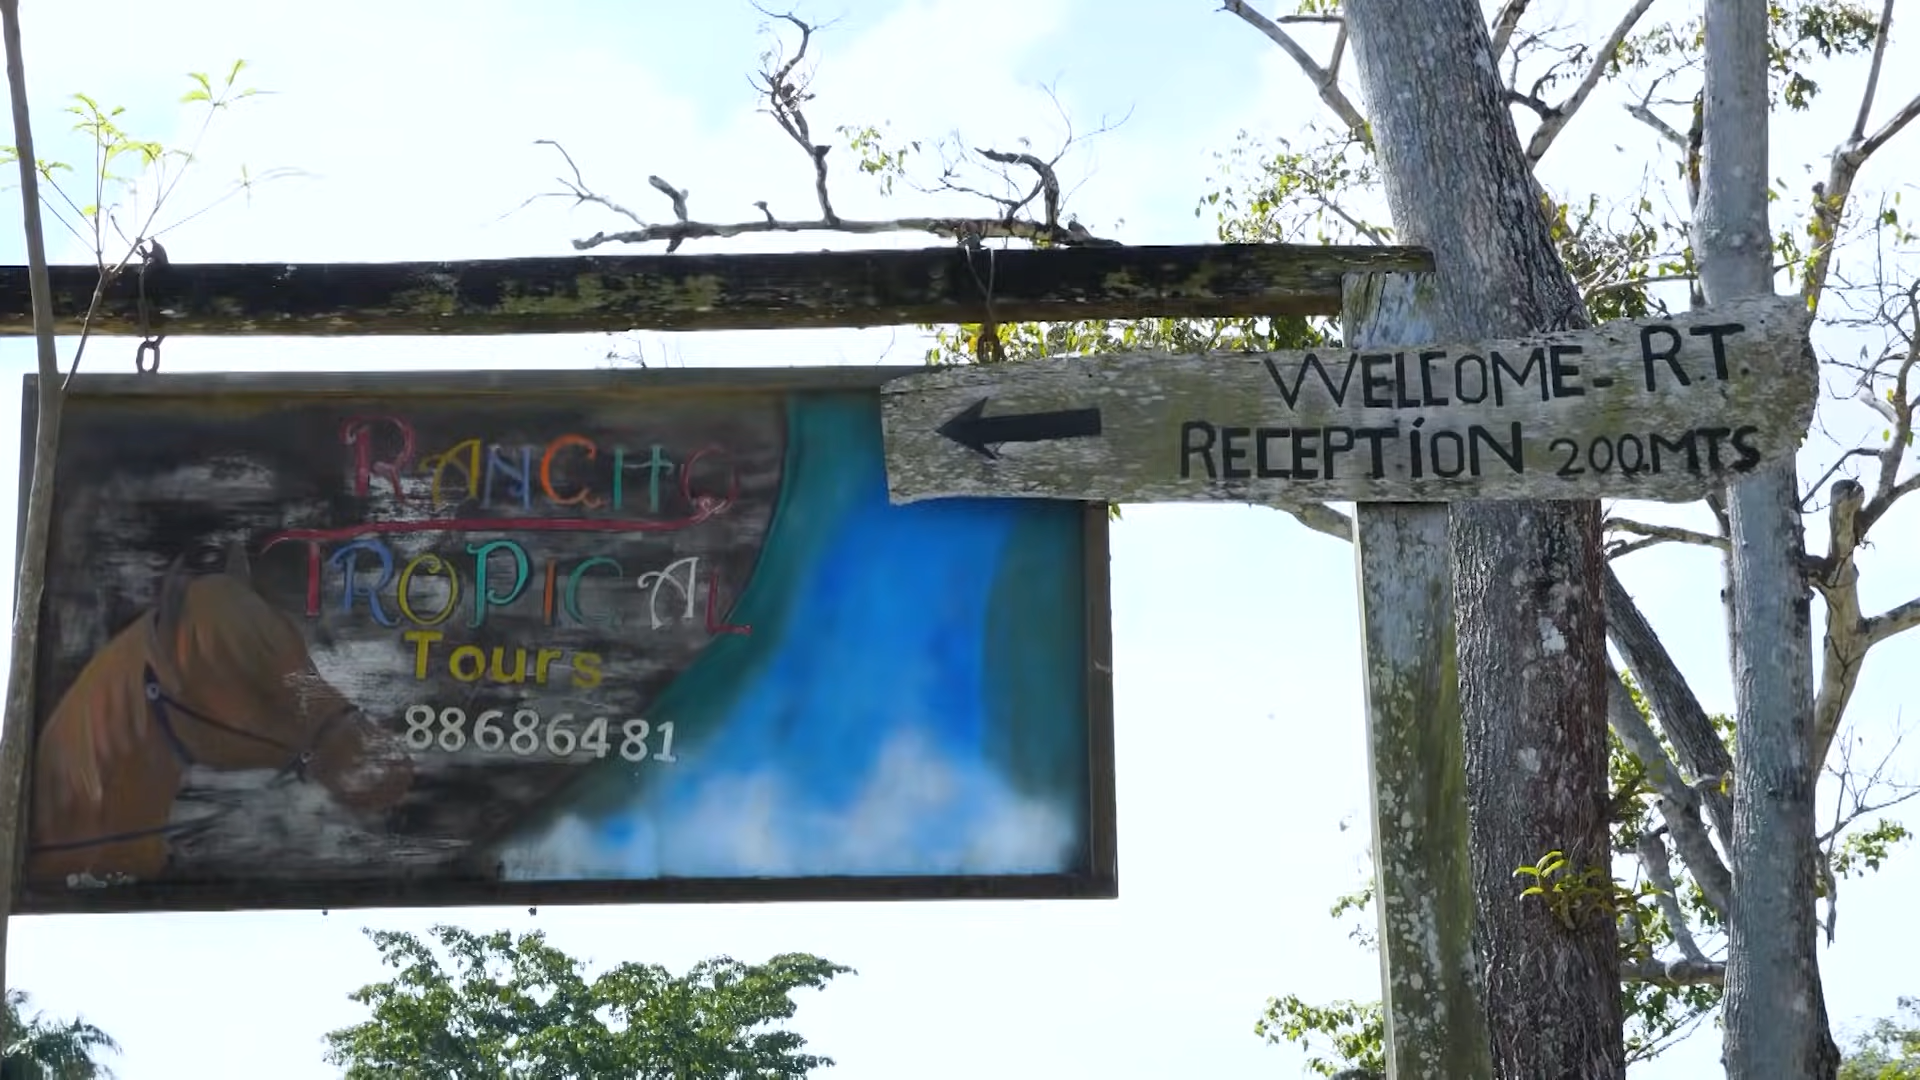 RANCHO
TROPICAL
Tours
88686481
WELCOME- R.T.
RECEPTION 200.MTS